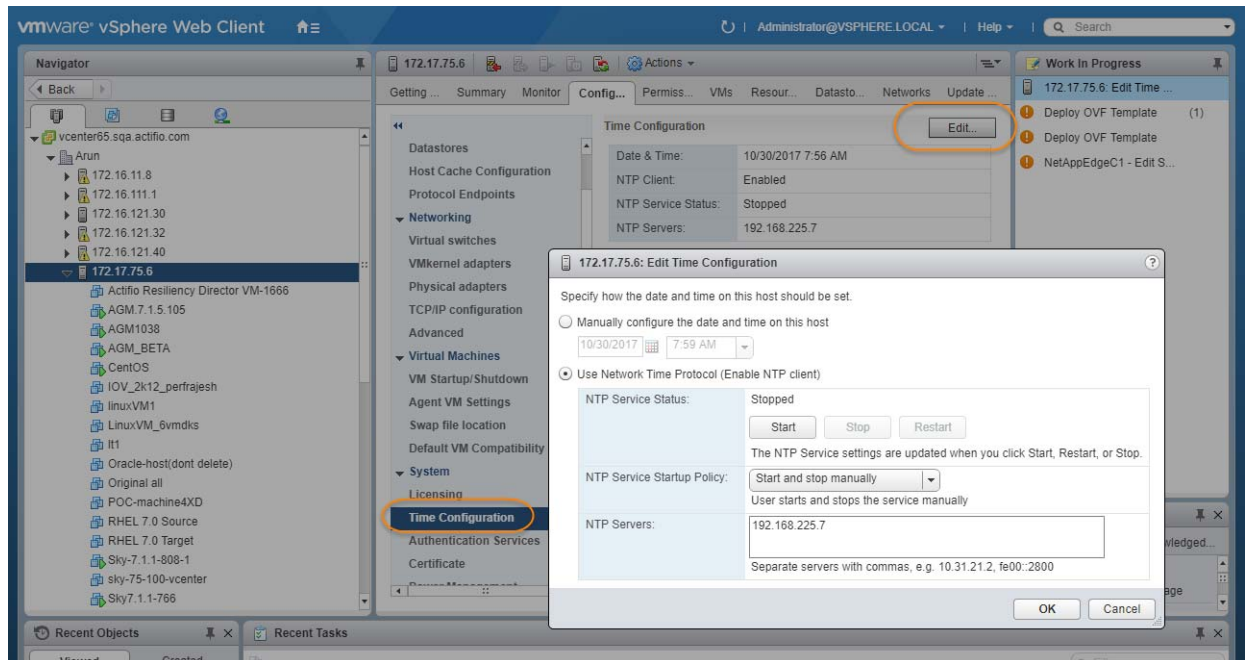 vmware® vSphere Web Client
Administrator@VSPHERE.LOCAL
Help
Search
Navigator
Back
vcenter65.sqa.actifio.com
Arun
172.16.11.8
172.16.111.1
172.16.121.30
172.16.121.32
172.16.121.40
172.17.75.6
Actifio Resiliency Director VM-1666
AGM.7.1.5.105
AGM1038
AGM_BETA
CentOS
IOV_2k12_perfrajesh
linuxVM1
LinuxVM_6vmdks
lt1
Oracle-host(dont delete)
Original all
POC-machine4XD
RHEL 7.0 Source
RHEL 7.0 Target
Sky-7.1.1-808-1
sky-75-100-vcenter
Sky7.1.1-766
172.17.75.6
Actions
Getting ... Summary Monitor Config... Permiss... VMs Resour... Datasto... Networks Update ...
Datastores
Host Cache Configuration
Protocol Endpoints
Networking
Virtual switches
VMkernel adapters
Physical adapters
TCP/IP configuration
Advanced
Virtual Machines
VM Startup/Shutdown
Agent VM Settings
Swap file location
Default VM Compatibility
System
Licensing
Time Configuration
Authentication Services
Certificate
Power Management
Time Configuration
Edit...
Date & Time: 10/30/2017 7:56 AM
NTP Client: Enabled
NTP Service Status: Stopped
NTP Servers: 192.168.225.7
Work In Progress
172.17.75.6: Edit Time ...
Deploy OVF Template (1)
Deploy OVF Template
NetAppEdgeC1 - Edit S...
172.17.75.6: Edit Time Configuration
Specify how the date and time on this host should be set.
Manually configure the date and time on this host
10/30/2017 7:59 AM
Use Network Time Protocol (Enable NTP client)
NTP Service Status: Stopped
Start Stop Restart
The NTP Service settings are updated when you click Start, Restart, or Stop.
NTP Service Startup Policy: Start and stop manually
User starts and stops the service manually
NTP Servers: 192.168.225.7
Separate servers with commas, e.g. 10.31.21.2, fe00::2800
OK Cancel
Recent Objects
Viewed Created
Recent Tasks